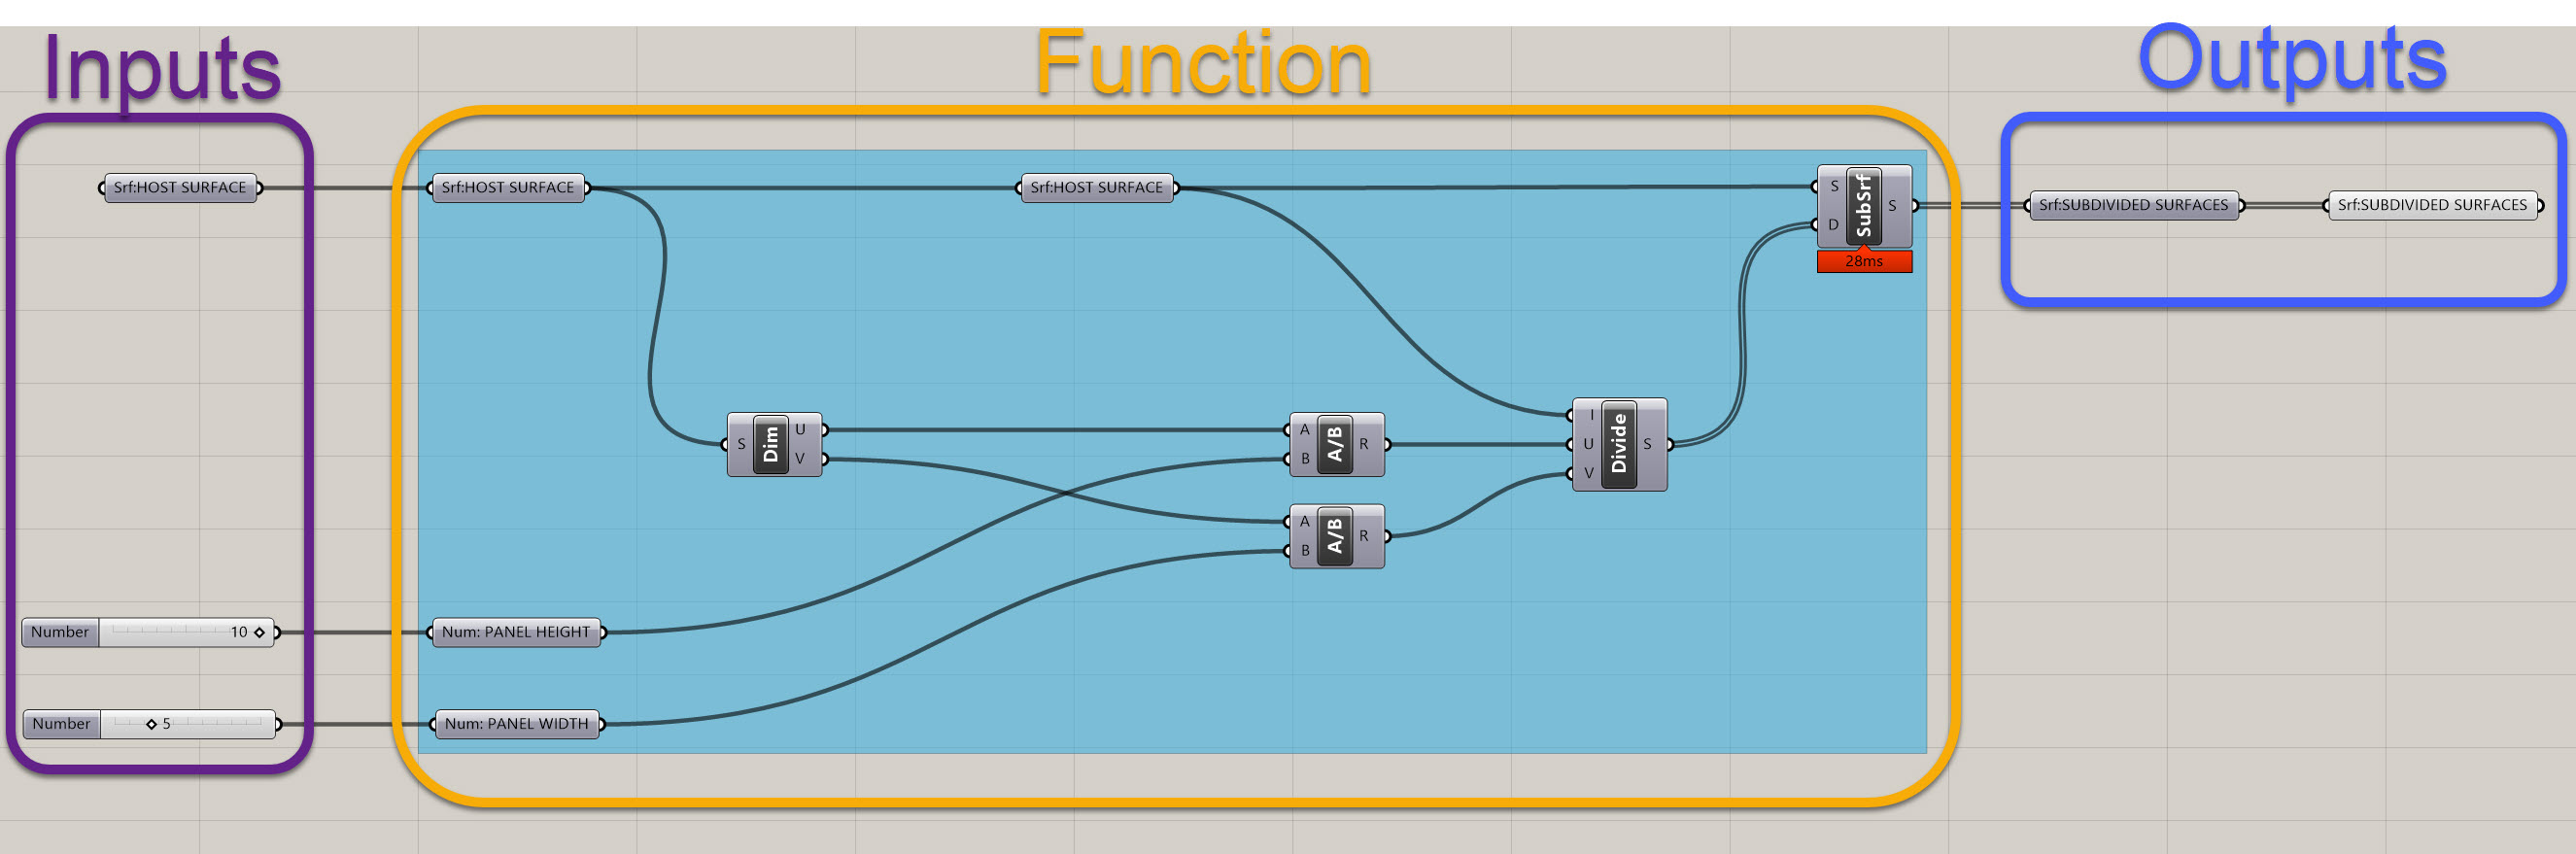 Inputs
Function
Outputs
Srf:HOST SURFACE
Srf:HOST SURFACE
Srf:HOST SURFACE
S
D
SubSrf
S
28ms
Srf:SUBDIVIDED SURFACES
Srf:SUBDIVIDED SURFACES
S
Dim
U
V
A
B
A/B
R
A
B
A/B
R
I
U
V
Divide
S
Number
10
Num: PANEL HEIGHT
Number
5
Num: PANEL WIDTH